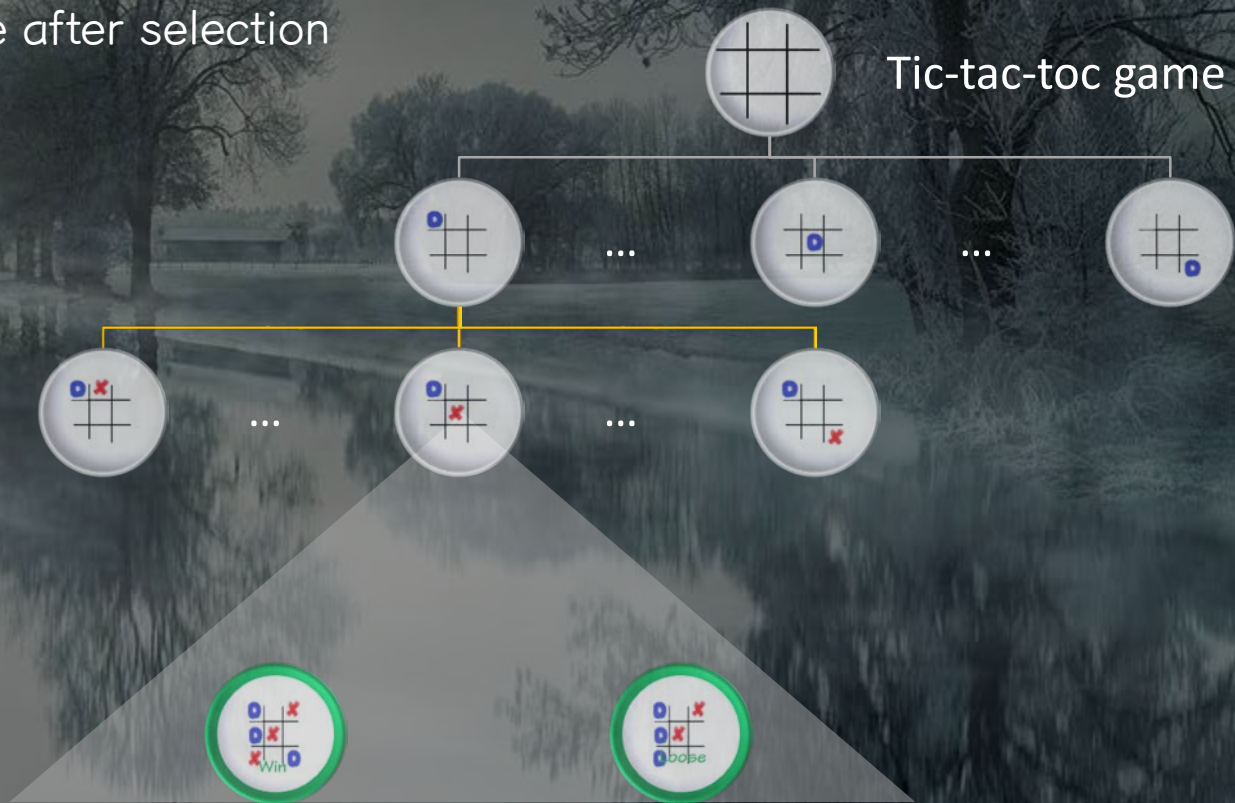 e after selection
Tic-tac-toc game
... ...
... ...
Win
Loose